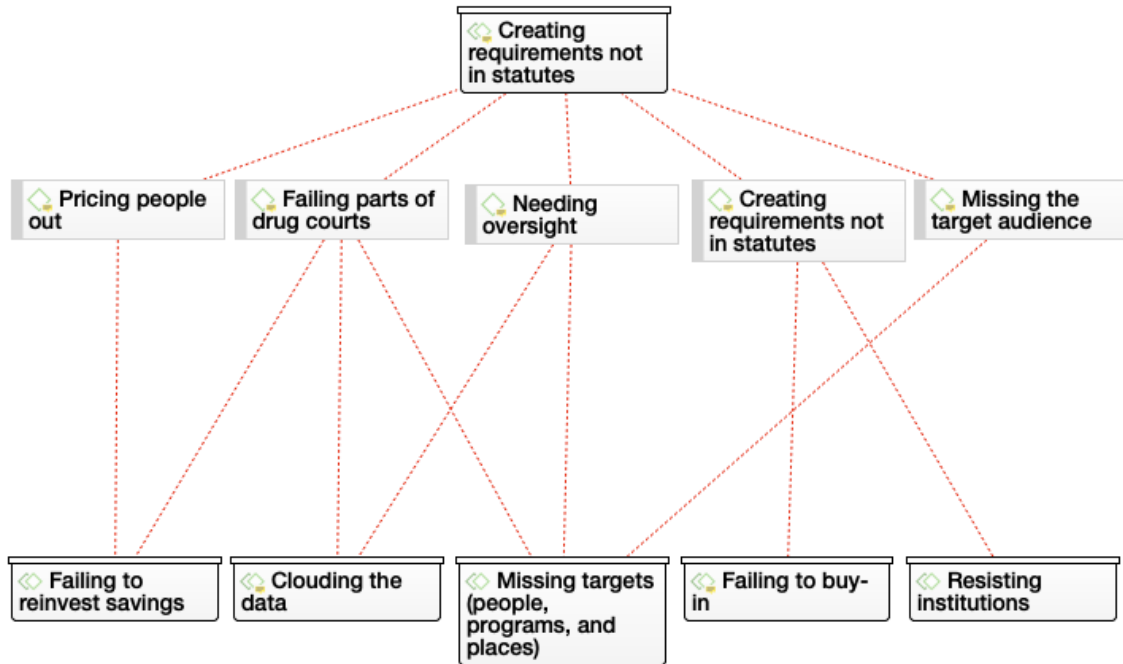 Creating
requirements not
in statutes
Pricing people
out
Failing parts of
drug courts
Needing
oversight
Creating
requirements not
in statutes
Missing the
target audience
Failing to
reinvest savings
Clouding the
data
Missing targets
(people,
programs, and
places)
Failing to buy-
in
Resisting
institutions